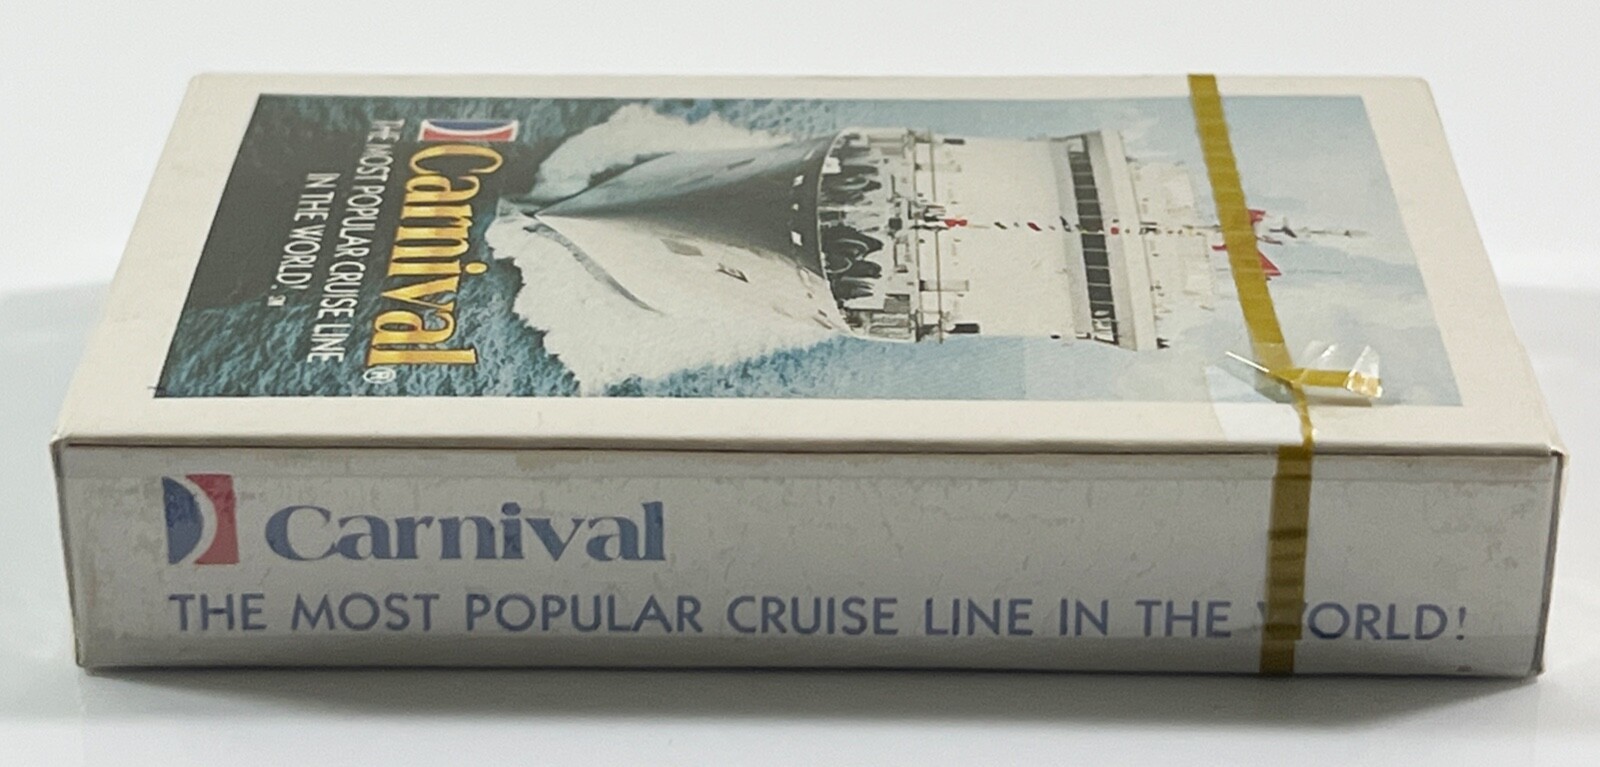 Carnival®
THE MOST POPULAR CRUISE LINE
IN THE WORLD!℠
Carnival
THE MOST POPULAR CRUISE LINE IN THE WORLD!